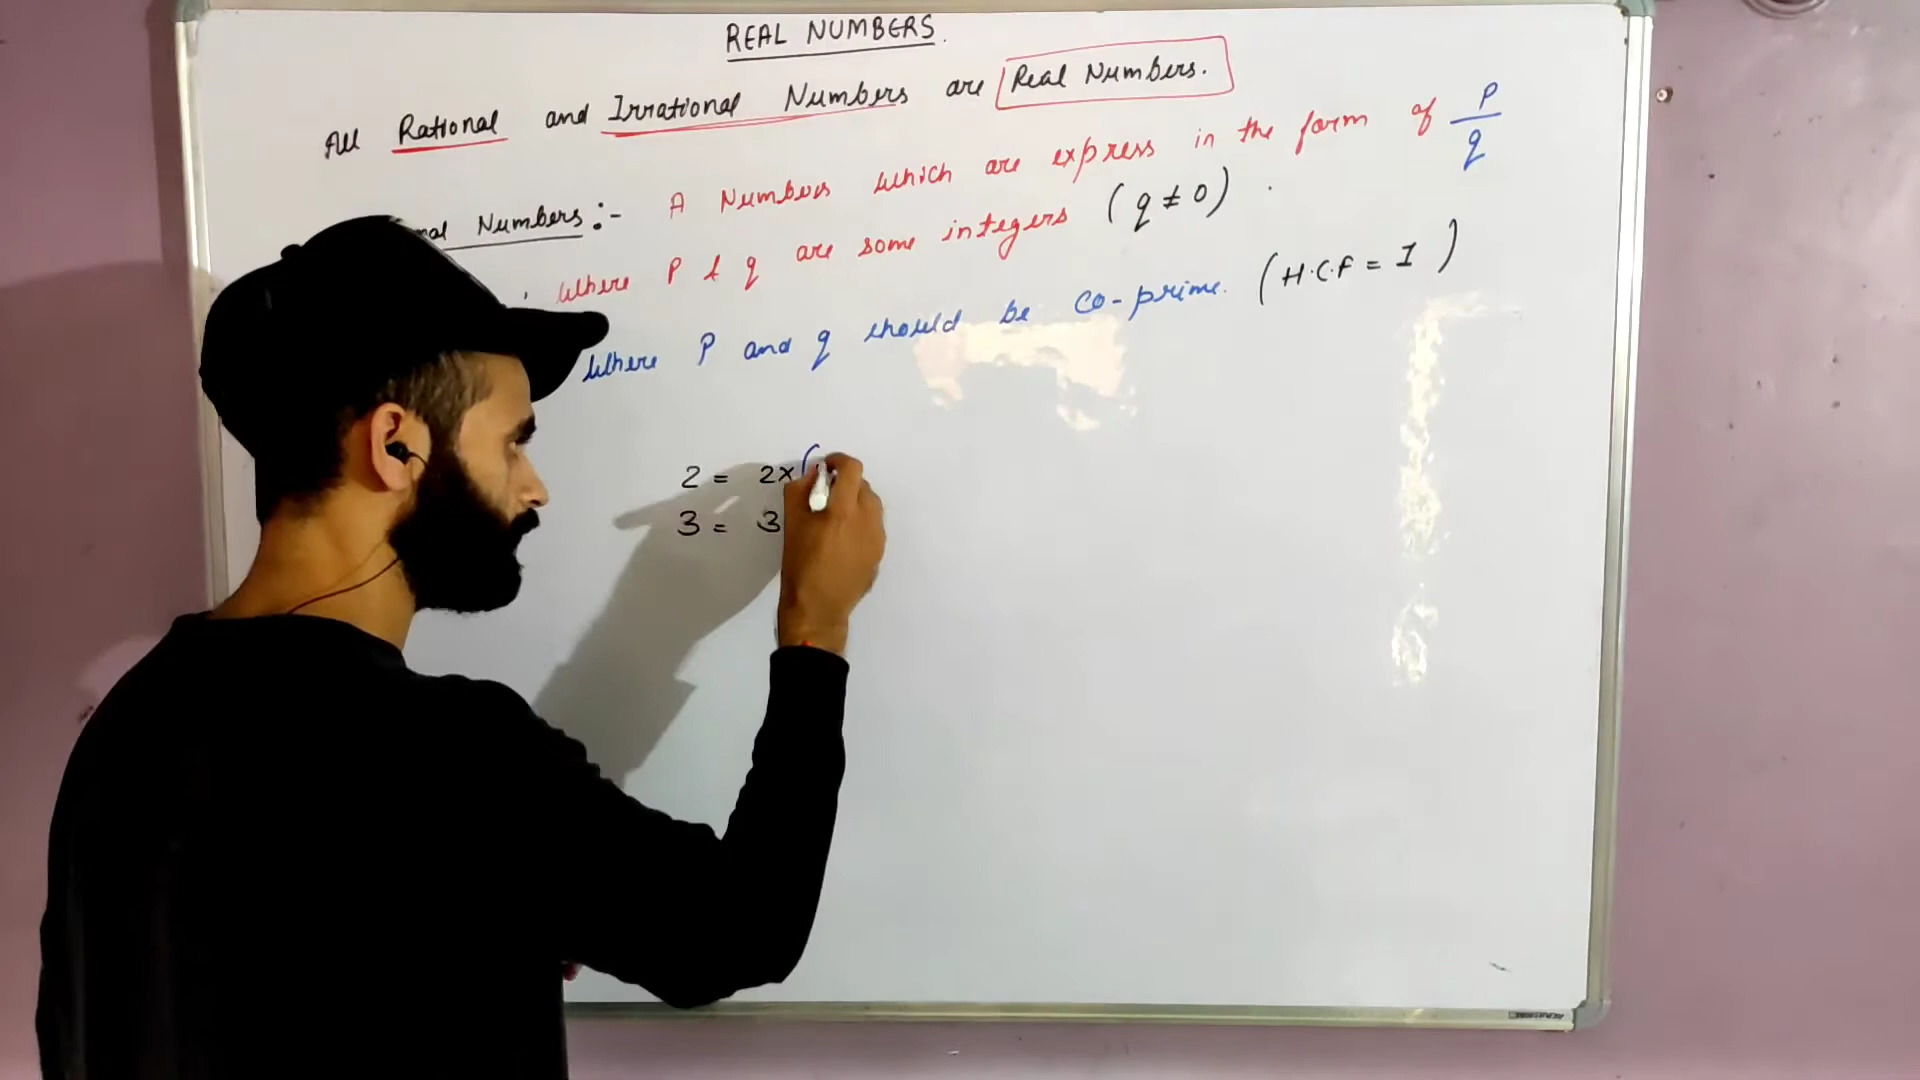 REAL NUMBERS.
All Rational and Irrational Numbers are Real Numbers.
Numbers :- A Numbers which are express in the form of p/q
where P & q are some integers (q ≠ 0) .
Where P and q should be Co-prime. (H.C.F = 1)
2 = 2x(
3 = 3